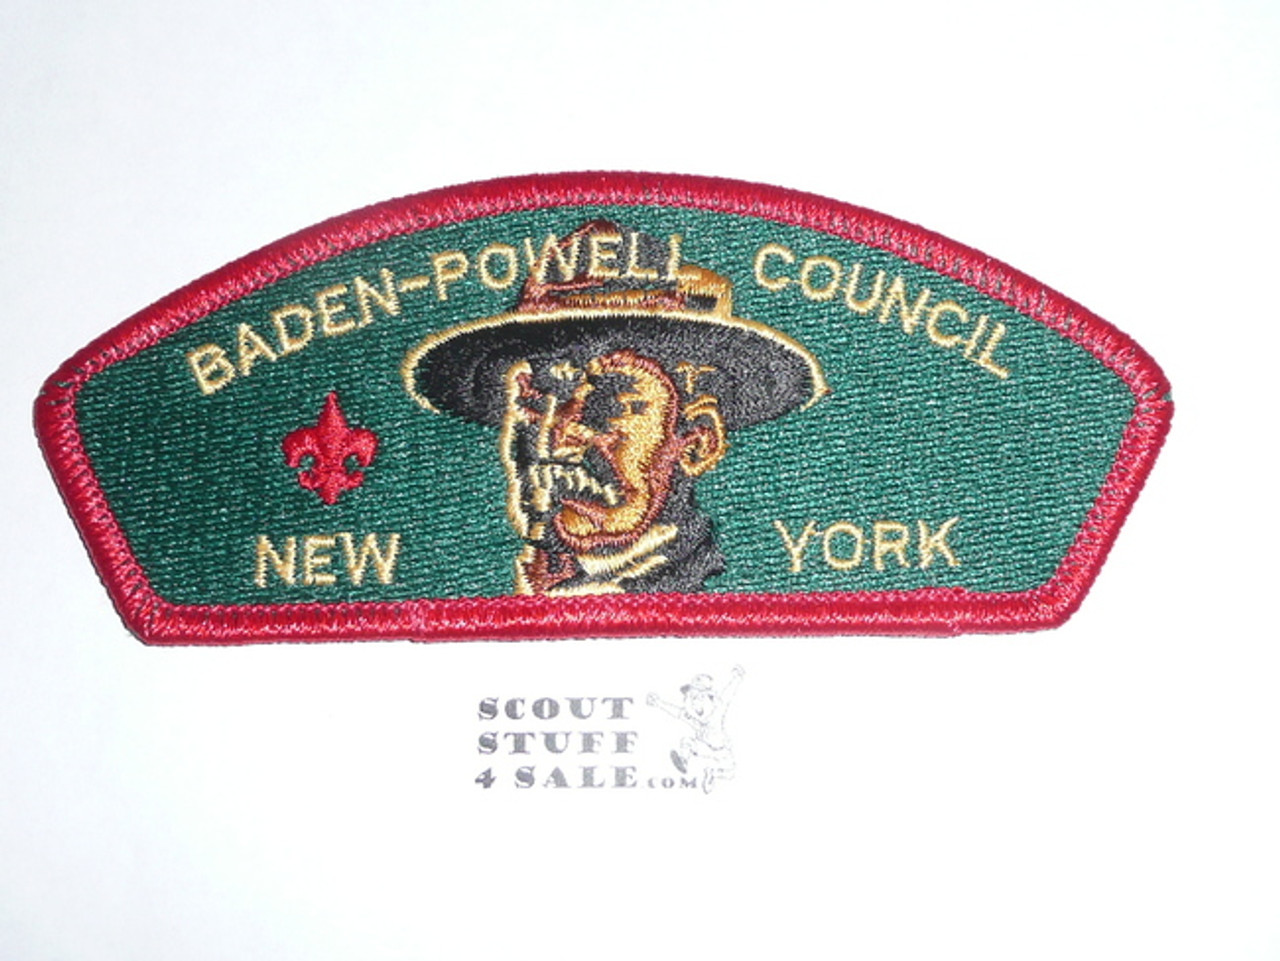 BADEN-POWELL COUNCIL
NEW YORK
SCOUT
STUFF
4 SALE.COM